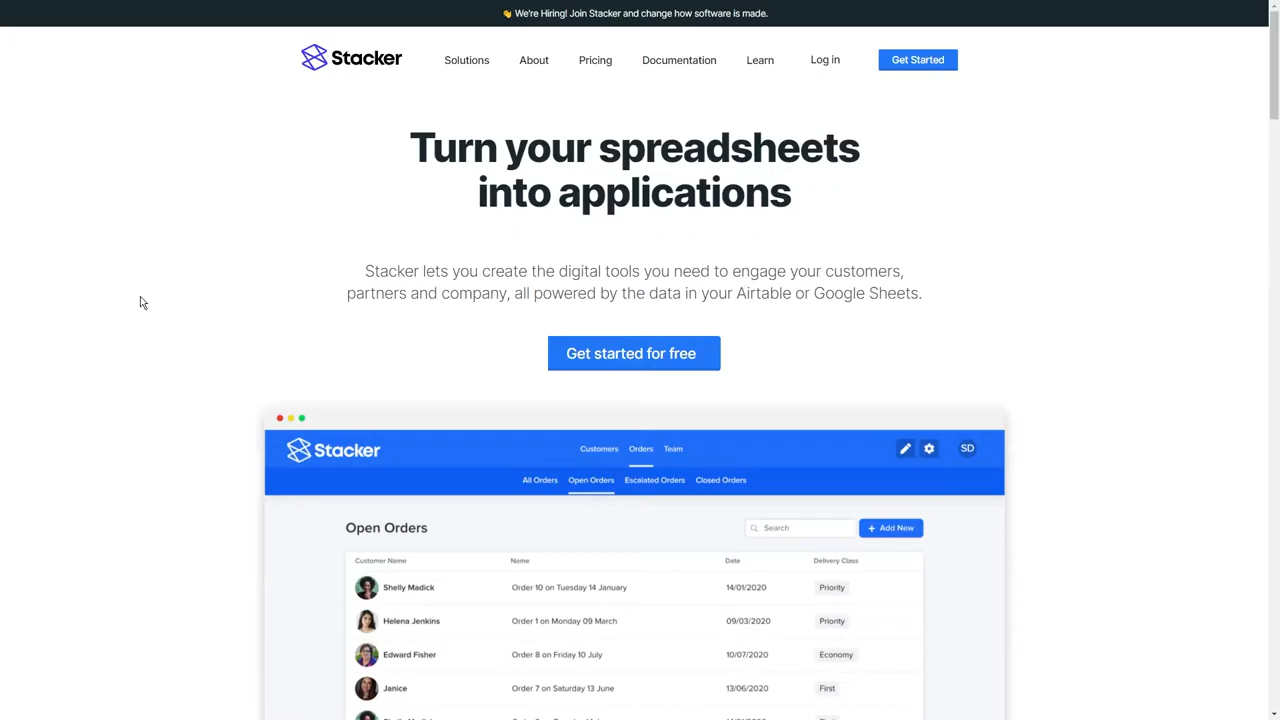 👋 We're Hiring! Join Stacker and change how software is made.
Stacker
Solutions
About
Pricing
Documentation
Learn
Log in
Get Started
Turn your spreadsheets
into applications
Stacker lets you create the digital tools you need to engage your customers,
partners and company, all powered by the data in your Airtable or Google Sheets.
Get started for free
Stacker
Customers Orders Team
SD
All Orders Open Orders Escalated Orders Closed Orders
Open Orders
Search
+ Add New
Customer Name Name Date Delivery Class
Shelly Madick Order 10 on Tuesday 14 January 14/01/2020 Priority
Helena Jenkins Order 1 on Monday 09 March 09/03/2020 Priority
Edward Fisher Order 8 on Friday 10 July 10/07/2020 Economy
Janice Order 7 on Saturday 13 June 13/06/2020 First